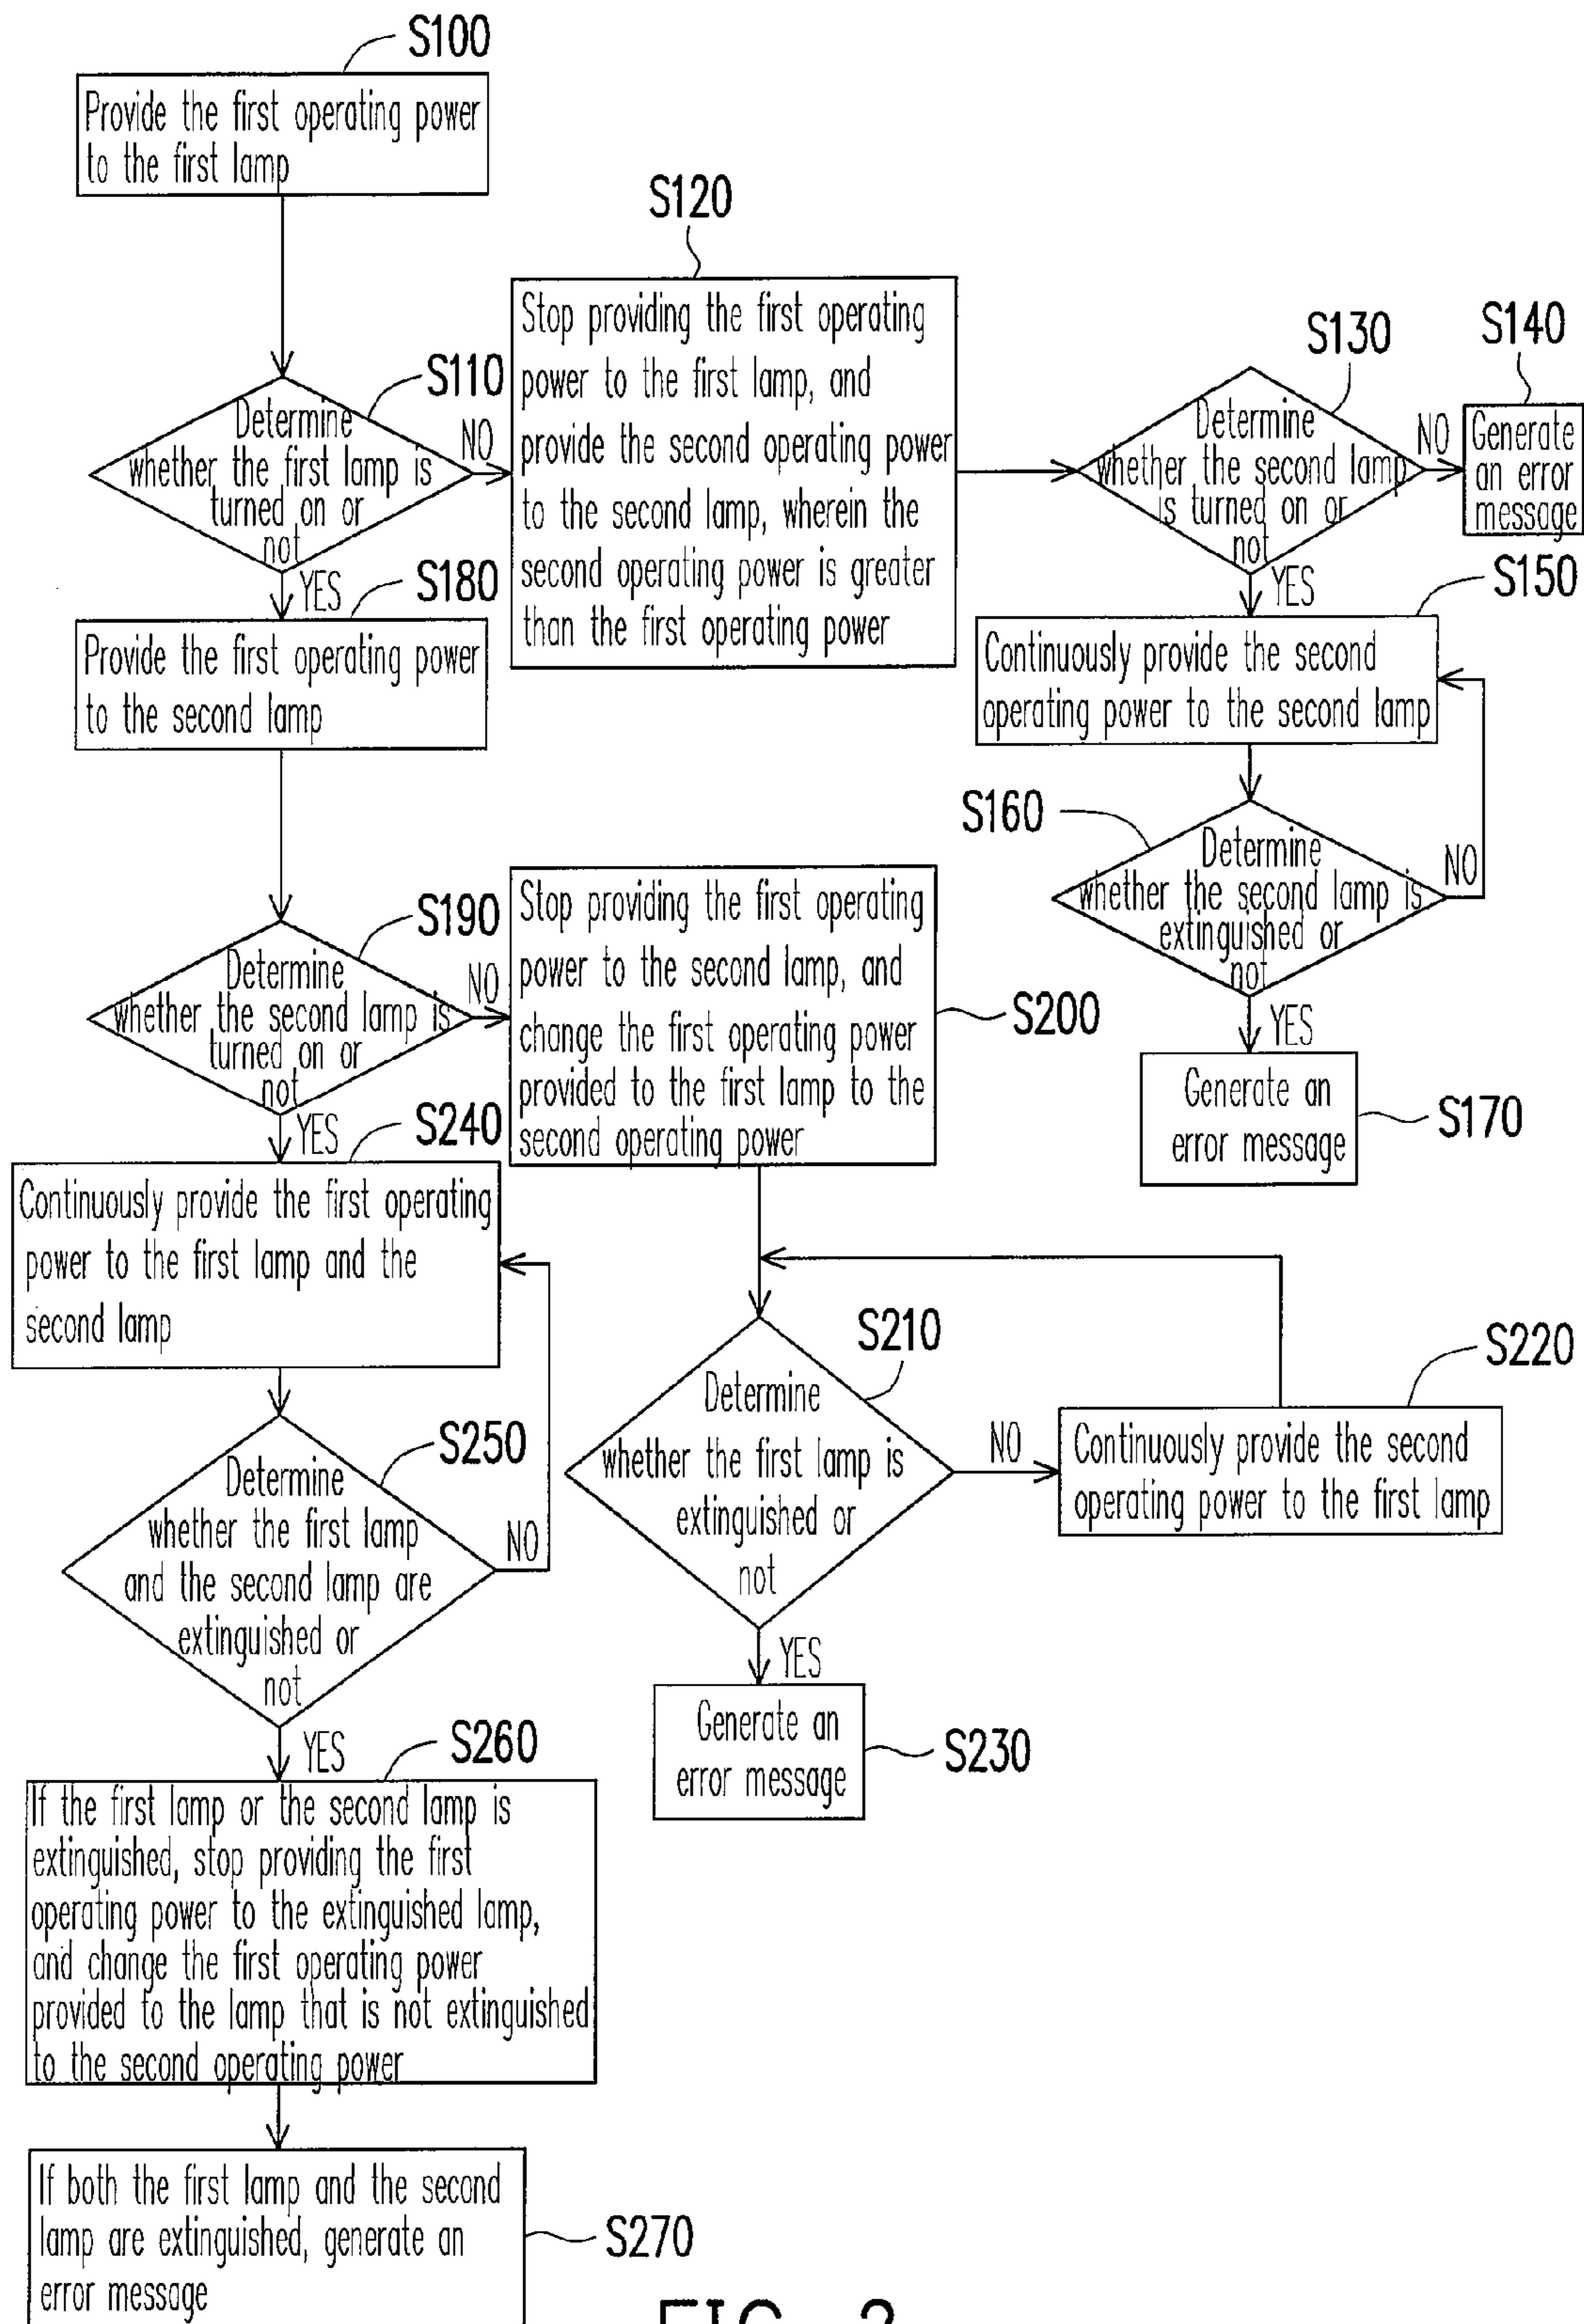 S100
Provide the first operating power
to the first lamp
S110
Determine
whether the first lamp is
turned on or
not
NO
YES
S120
Stop providing the first operating
power to the first lamp, and
provide the second operating power
to the second lamp, wherein the
second operating power is greater
than the first operating power
S130
Determine
whether the second lamp
is turned on or
not
NO
YES
S140
Generate
an error
message
S150
Continuously provide the second
operating power to the second lamp
S160
Determine
whether the second lamp is
extinguished or
not
NO
YES
Generate an
error message
S170
S180
Provide the first operating power
to the second lamp
S190
Determine
whether the second lamp is
turned on or
not
NO
YES
Stop providing the first operating
power to the second lamp, and
change the first operating power
provided to the first lamp to the
second operating power
S200
S210
Determine
whether the first lamp is
extinguished or
not
NO
YES
S220
Continuously provide the second
operating power to the first lamp
Generate an
error message
S230
S240
Continuously provide the first operating
power to the first lamp and the
second lamp
S250
Determine
whether the first lamp
and the second lamp are
extinguished or
not
NO
YES
S260
If the first lamp or the second lamp is
extinguished, stop providing the first
operating power to the extinguished lamp,
and change the first operating power
provided to the lamp that is not extinguished
to the second operating power
If both the first lamp and the second
lamp are extinguished, generate an
error message
S270